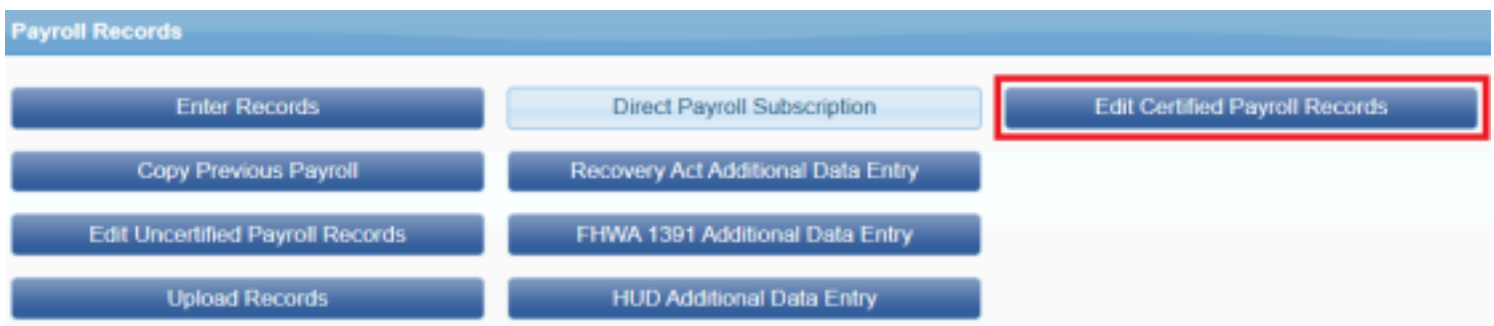 Payroll Records
Enter Records
Direct Payroll Subscription
Edit Certified Payroll Records
Copy Previous Payroll
Recovery Act Additional Data Entry
Edit Uncertified Payroll Records
FHWA 1391 Additional Data Entry
Upload Records
HUD Additional Data Entry